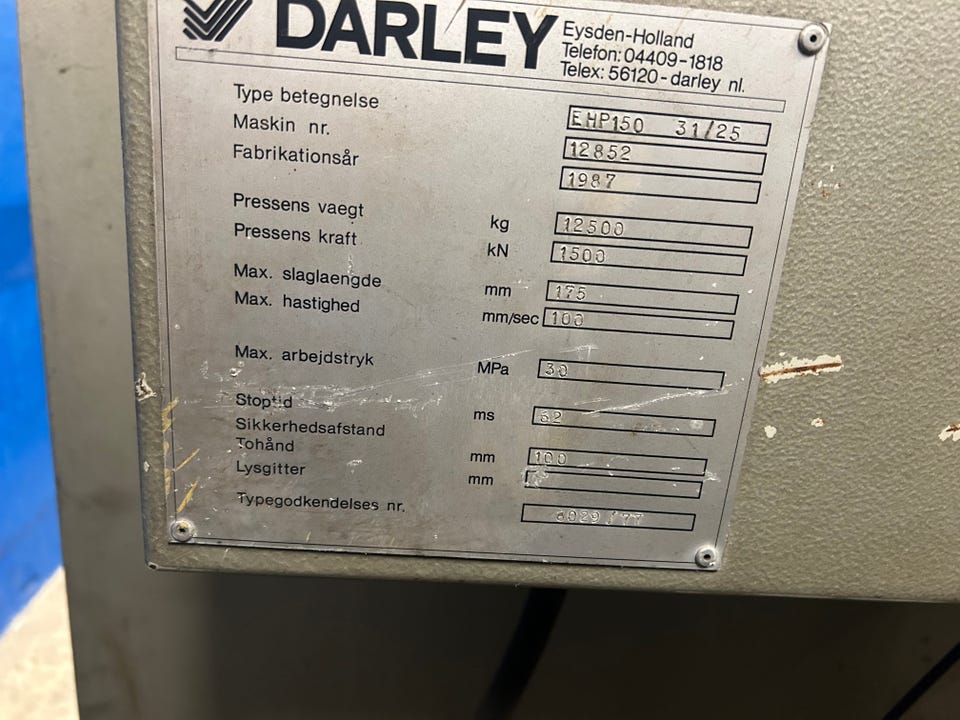 DARLEY
Eysden-Holland
Telefon: 04409-1818
Telex: 56120-darley nl.
Type betegnelse EHP150 31/25
Maskin nr. 12852
Fabrikationsår 1987
Pressens vaegt kg 12500
Pressens kraft kN 1500
Max. slaglaengde mm 175
Max. hastighed mm/sec 100
Max. arbejdstryk MPa 30
Stoptid ms
Sikkerhedsafstand
Tohånd mm 100
Lysgitter mm
Typegodkendelses nr.